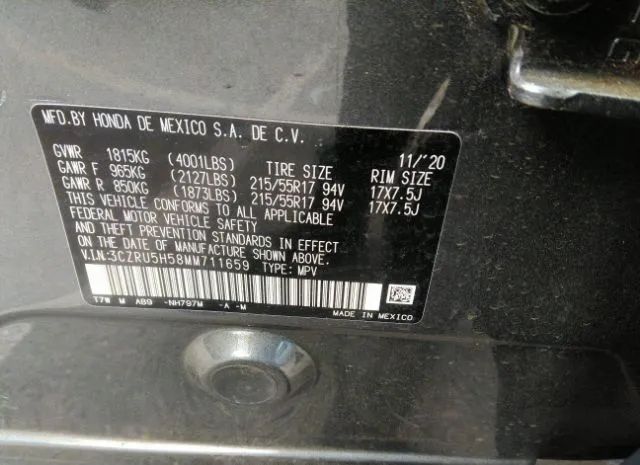 MFD.BY HONDA DE MEXICO S.A. DE C.V.
11/'20
GVWR 1815KG (4001LBS) TIRE SIZE RIM SIZE
GAWR F 965KG (2127LBS) 215/55R17 94V 17X7.5J
GAWR R 850KG (1873LBS) 215/55R17 94V 17X7.5J
THIS VEHICLE CONFORMS TO ALL APPLICABLE
FEDERAL MOTOR VEHICLE SAFETY
AND THEFT PREVENTION STANDARDS IN EFFECT
ON THE DATE OF MANUFACTURE SHOWN ABOVE.
V.I.N:3CZRU5H58MM711659 TYPE: MPV
T7W M AB9 -NH797M -A -M
MADE IN MEXICO